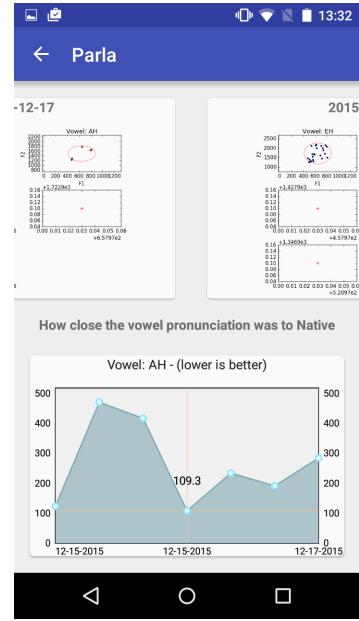 13:32
Parla
-12-17
2015
Vowel: AH
2200
2000
1800
1600
1400
1200
1000
800
F2
0 200 400 600 800 1000 1200
F1
+1.7229e3
0.16
0.14
0.12
0.10
0.08
0.06
0.04
0.00 0.01 0.02 0.03 0.04 0.05 0.06
+6.5797e2
Vowel: EH
2500
2000
1500
1000
F2
0 200 400 600 800 1000 1200
F1
+1.4279e3
0.16
0.14
0.12
0.10
0.08
0.06
0.04
0.00 0.01 0.02 0.03 0.04 0.05 0.0
+4.5797e2
+1.3469e3
0.16
0.14
0.12
0.10
0.08
0.06
0.04
0.00 0.01 0.02 0.03 0.04 0.05 0.0
+5.2097e2
How close the vowel pronunciation was to Native
Vowel: AH - (lower is better)
500 500
400 400
300 300
200 200
109.3
100 100
0 0
12-15-2015 12-15-2015 12-17-2015